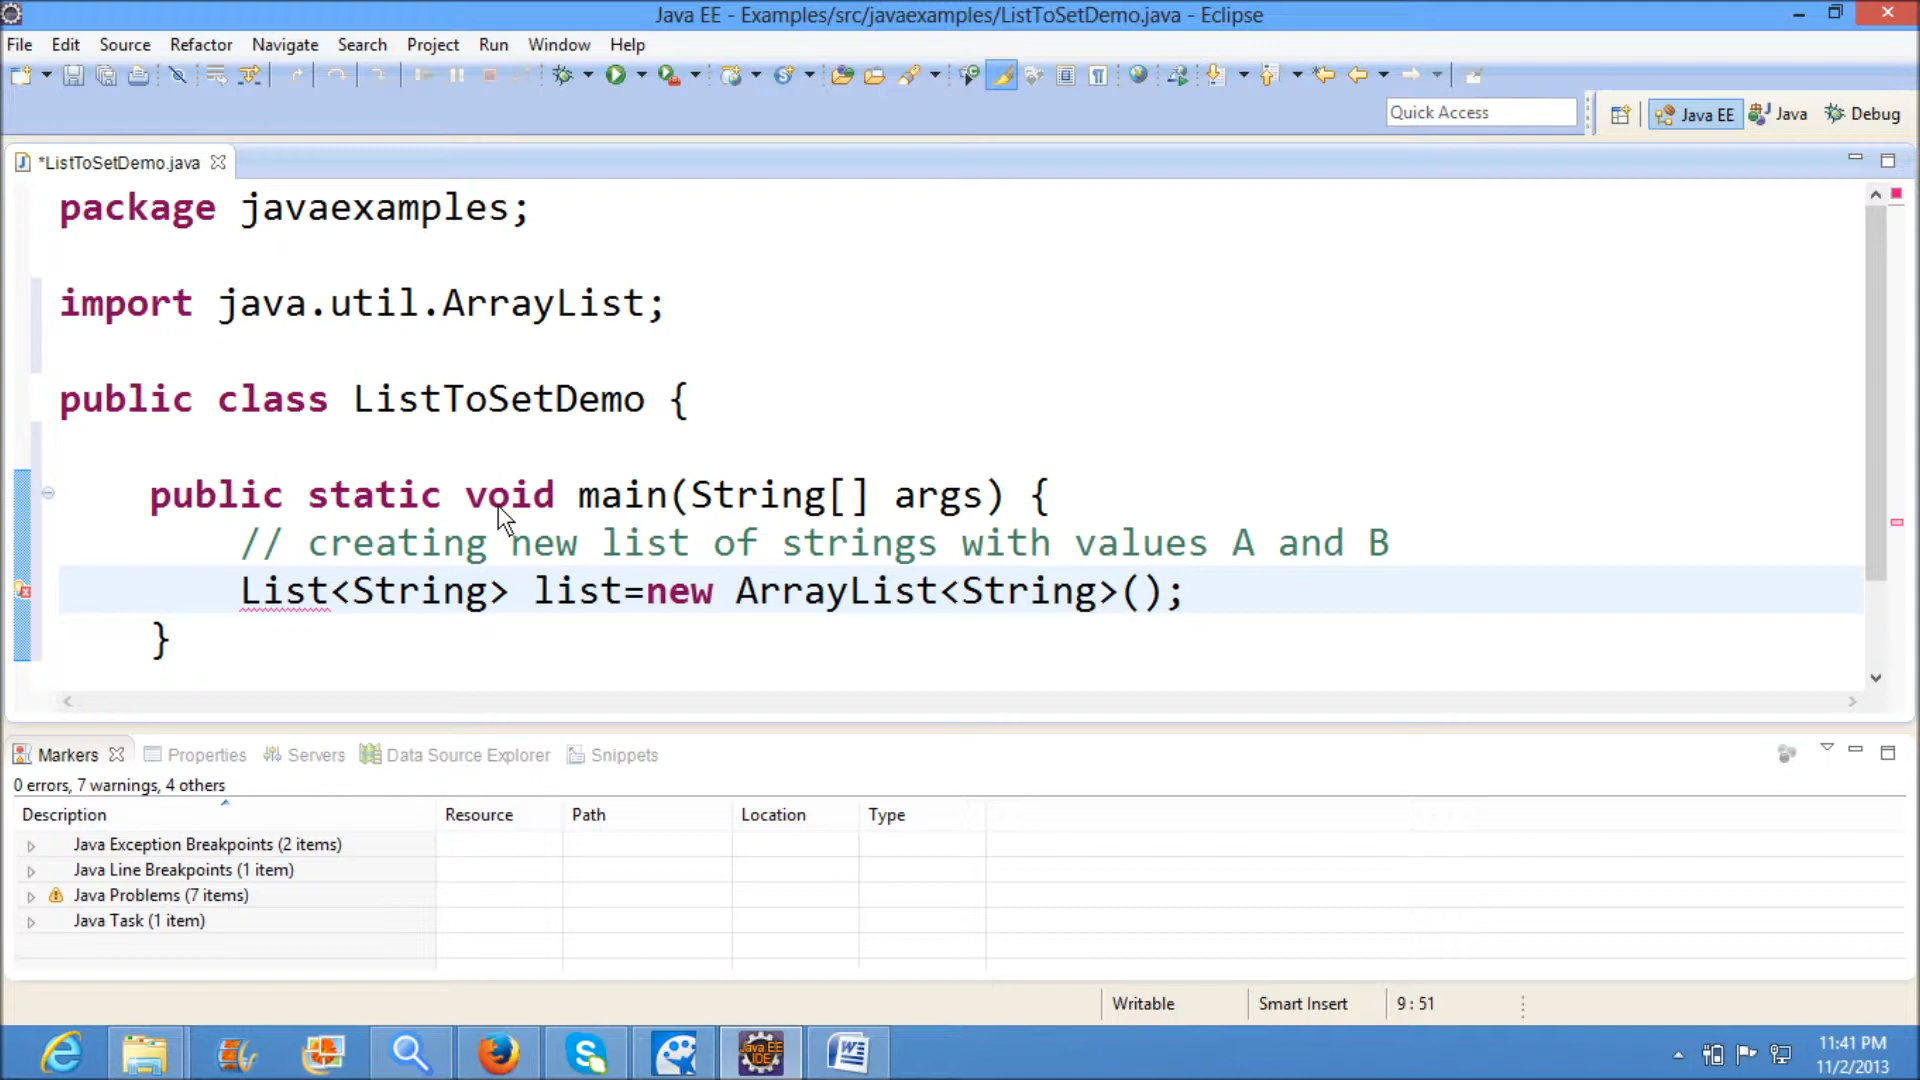 Java EE - Examples/src/javaexamples/ListToSetDemo.java - Eclipse
File Edit Source Refactor Navigate Search Project Run Window Help
Quick Access
Java EE Java Debug
*ListToSetDemo.java
package javaexamples;
import java.util.ArrayList;
public class ListToSetDemo {
public static void main(String[] args) {
// creating new list of strings with values A and B
List<String> list=new ArrayList<String>();
}
Markers Properties Servers Data Source Explorer Snippets
0 errors, 7 warnings, 4 others
Description Resource Path Location Type
Java Exception Breakpoints (2 items)
Java Line Breakpoints (1 item)
Java Problems (7 items)
Java Task (1 item)
Writable Smart Insert 9 : 51
Java EE
IDE
11:41 PM
11/2/2013